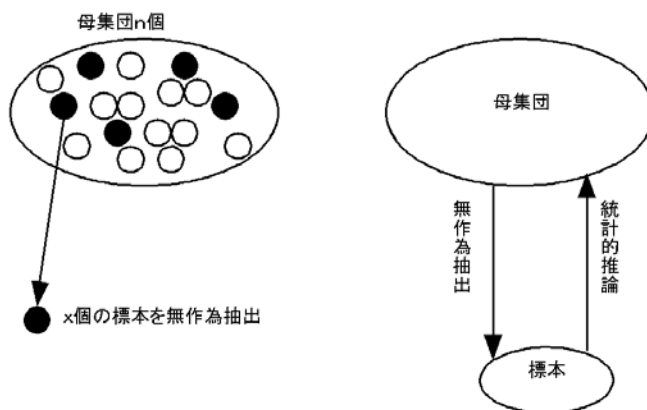 母集団n個
x個の標本を無作為抽出
母集団
無作為抽出
統計的推論
標本